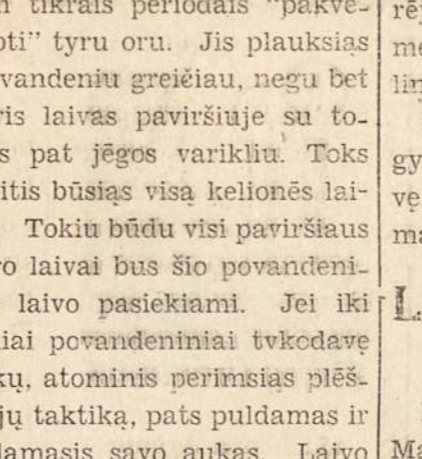 tikrais periodais "pakvė-
oti" tyru oru. Jis plauksiąs
vandeniu greičiau, negu bet
ris laivas paviršiuje su to-
s pat jėgos varikliu. Toks
itis būsiąs visą kelionės lai-
Tokiu būdu visi paviršiaus
o laivai bus šio povandeni-
laivo pasiekiami. Jei iki
iai povandeniniai tykodavę
kų, atominis perimsiąs plėš-
jų taktiką, pats puldamas ir
damasis savo aukas. Laivo
rėj
me
lin
gy
vę
ma
L
Ma